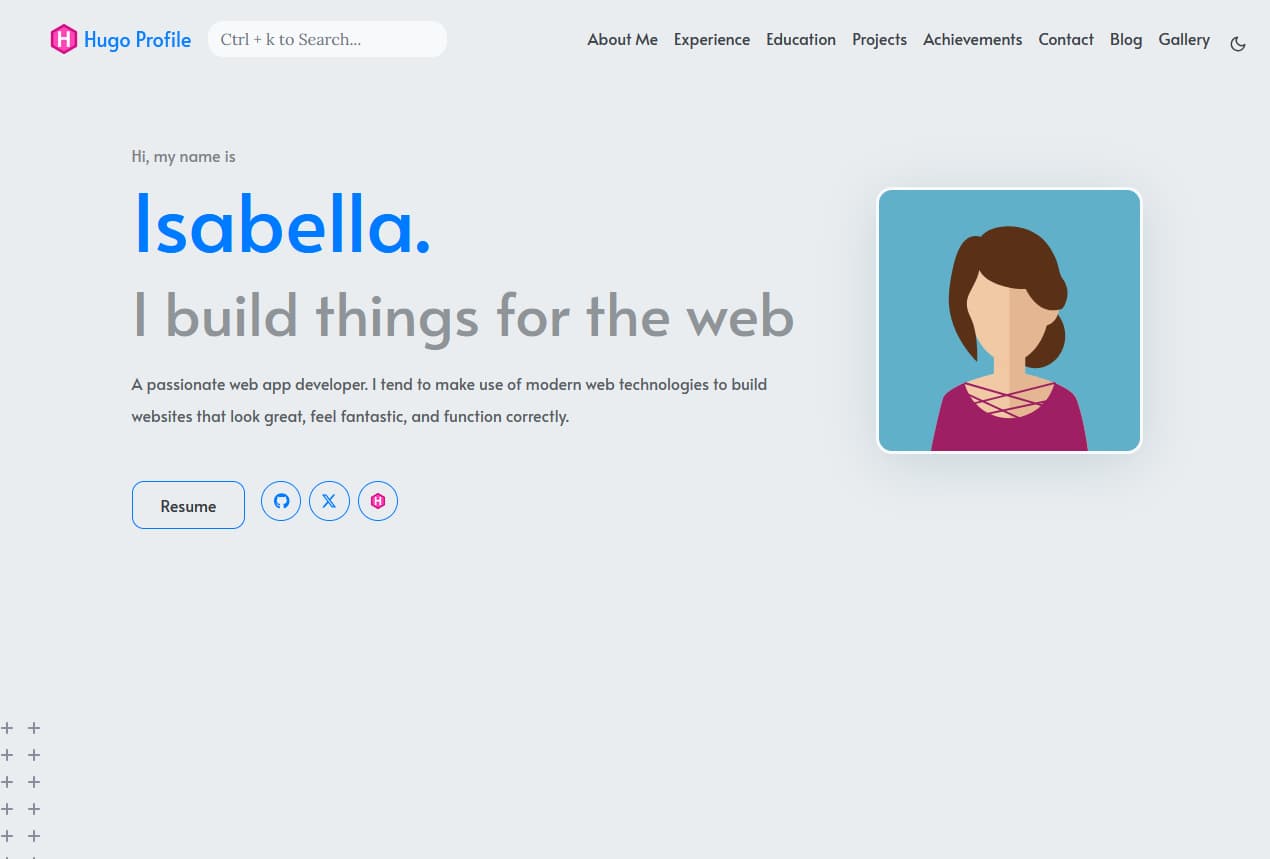 Hugo Profile
Ctrl + k to Search...
About Me
Experience
Education
Projects
Achievements
Contact
Blog
Gallery
Hi, my name is
Isabella.
I build things for the web
A passionate web app developer. I tend to make use of modern web technologies to build
websites that look great, feel fantastic, and function correctly.
Resume